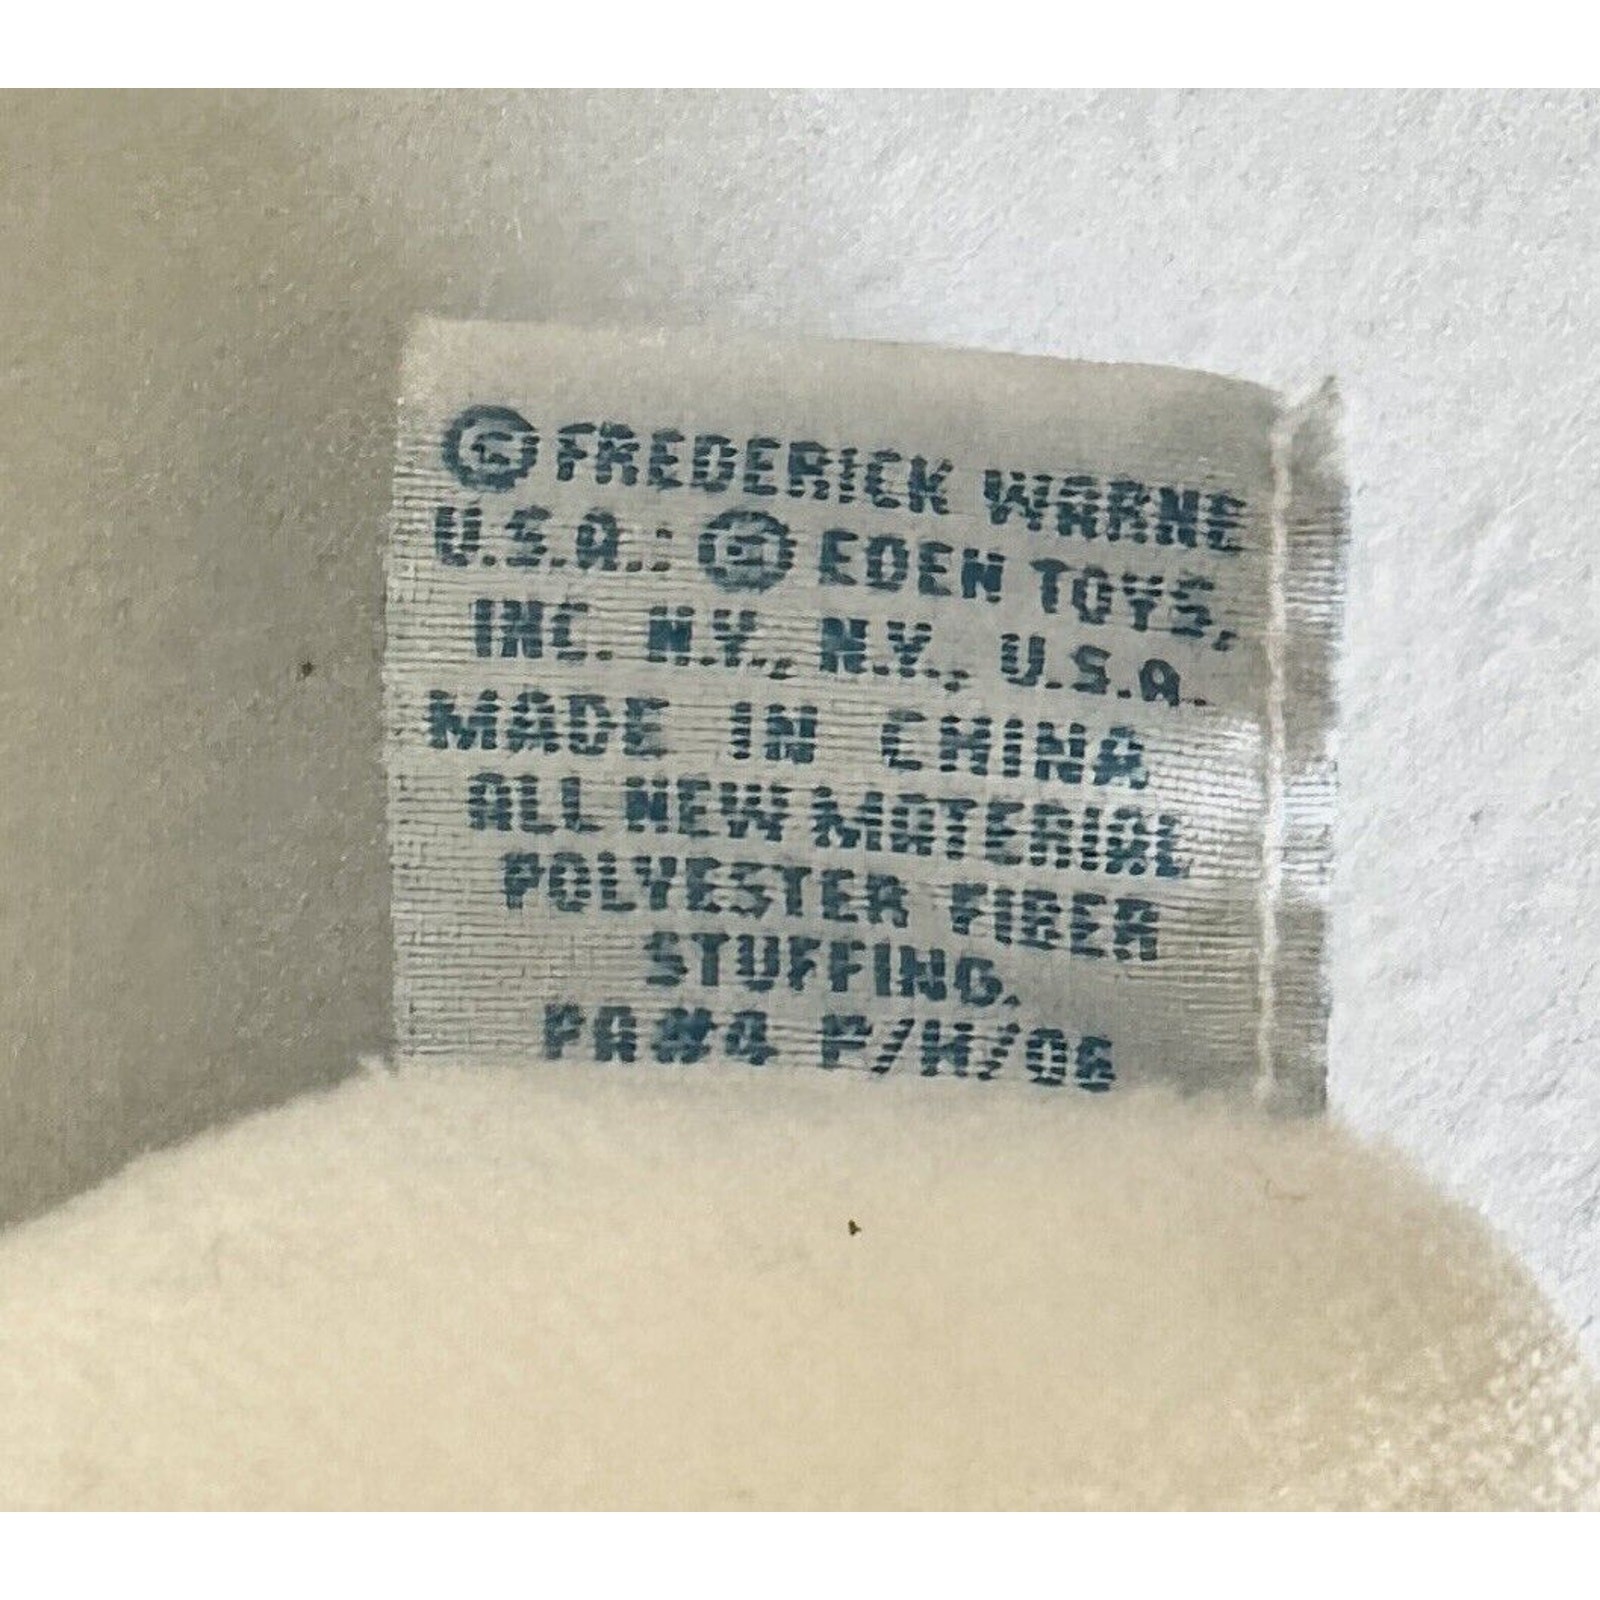 © FREDERICK WARNE
U.S.A.: © EDEN TOYS,
INC. N.Y., N.Y., U.S.A.
MADE IN CHINA
ALL NEW MATERIAL
POLYESTER FIBER
STUFFING.
PA#4 P/H/06